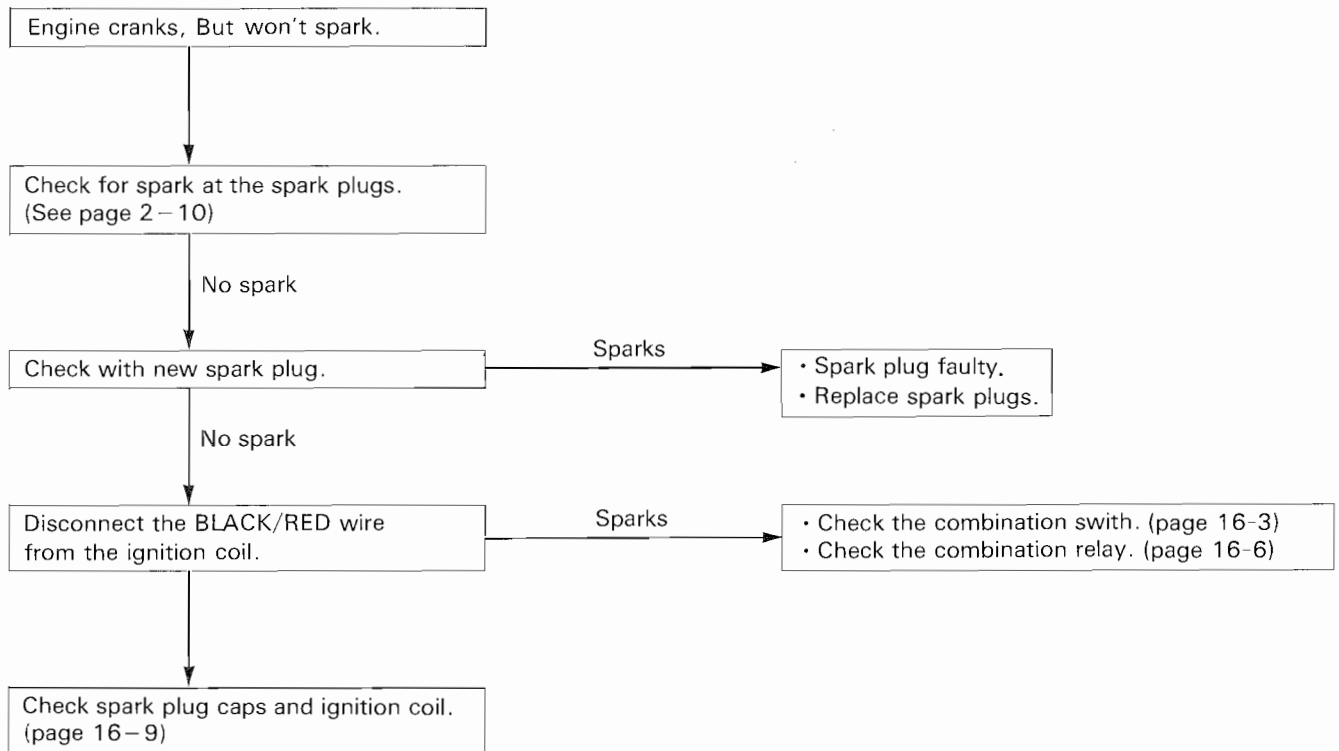 Engine cranks, But won't spark.
Check for spark at the spark plugs.
(See page 2-10)
No spark
Check with new spark plug.
Sparks
· Spark plug faulty.
· Replace spark plugs.
No spark
Disconnect the BLACK/RED wire
from the ignition coil.
Sparks
· Check the combination swith. (page 16-3)
· Check the combination relay. (page 16-6)
Check spark plug caps and ignition coil.
(page 16-9)